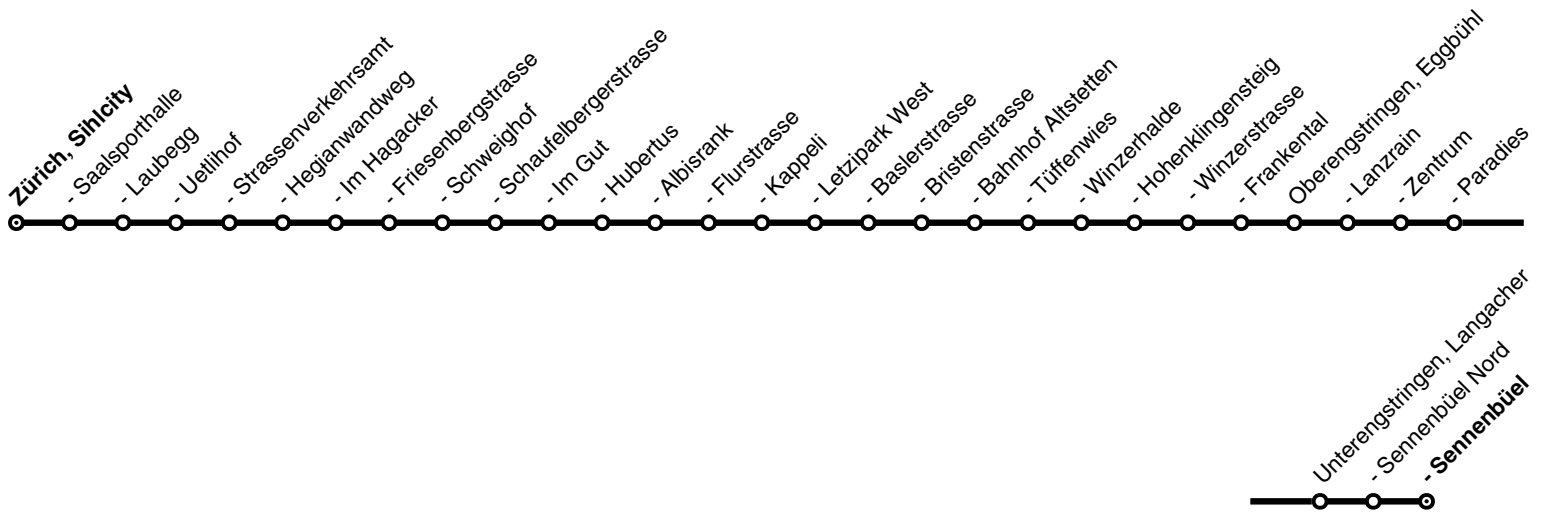 Zürich, Sihlcity
- Saalsporthalle
- Laubegg
- Uetlihof
- Strassenverkehrsamt
- Hegianwandweg
- Im Hagacker
- Friesenbergstrasse
- Schweighof
- Schaufelbergerstrasse
- Im Gut
- Hubertus
- Albisrank
- Flurstrasse
- Kappeli
- Letzipark West
- Baslerstrasse
- Bristenstrasse
- Bahnhof Altstetten
- Tüffenwies
- Winzerhalde
- Hohenklingensteig
- Winzerstrasse
- Frankental
Oberengstringen, Eggbühl
- Lanzrain
- Zentrum
- Paradies
Unterengstringen, Langacher
- Sennenbüel Nord
- Sennenbüel